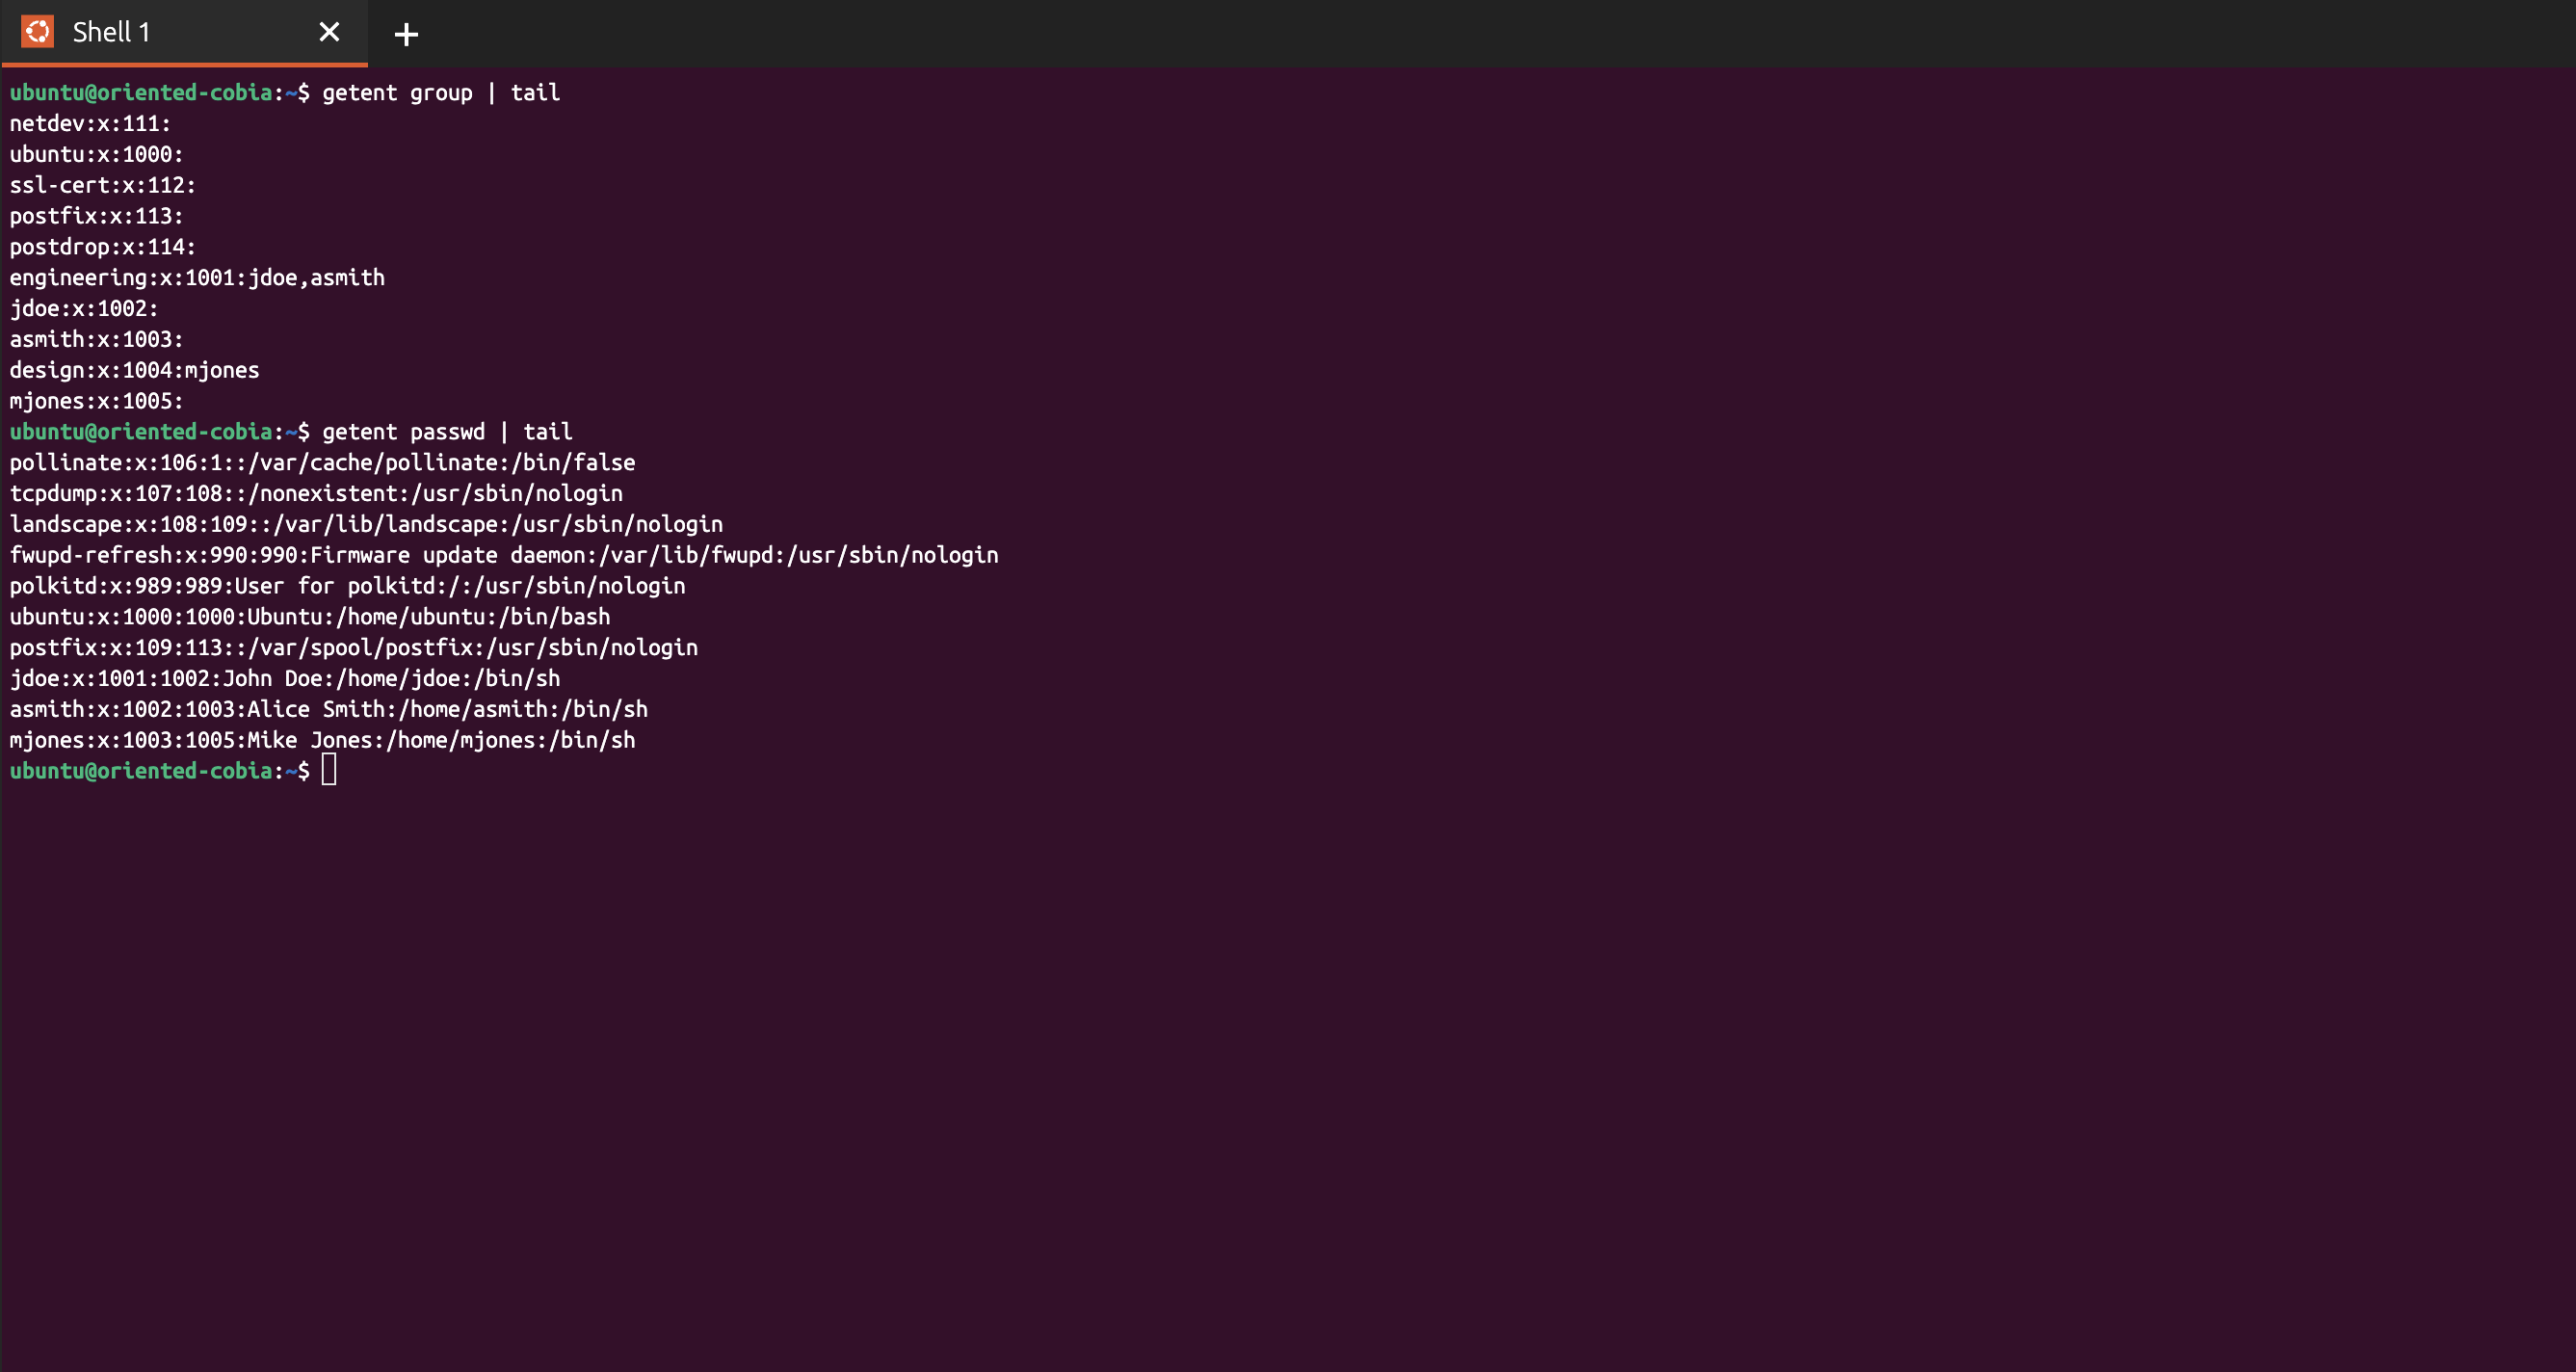 Shell 1
ubuntu@oriented-cobia:~$ getent group | tail
netdev:x:111:
ubuntu:x:1000:
ssl-cert:x:112:
postfix:x:113:
postdrop:x:114:
engineering:x:1001:jdoe,asmith
jdoe:x:1002:
asmith:x:1003:
design:x:1004:mjones
mjones:x:1005:
ubuntu@oriented-cobia:~$ getent passwd | tail
pollinate:x:106:1::/var/cache/pollinate:/bin/false
tcpdump:x:107:108::/nonexistent:/usr/sbin/nologin
landscape:x:108:109::/var/lib/landscape:/usr/sbin/nologin
fwupd-refresh:x:990:990:Firmware update daemon:/var/lib/fwupd:/usr/sbin/nologin
polkitd:x:989:989:User for polkitd:/:/usr/sbin/nologin
ubuntu:x:1000:1000:Ubuntu:/home/ubuntu:/bin/bash
postfix:x:109:113::/var/spool/postfix:/usr/sbin/nologin
jdoe:x:1001:1002:John Doe:/home/jdoe:/bin/sh
asmith:x:1002:1003:Alice Smith:/home/asmith:/bin/sh
mjones:x:1003:1005:Mike Jones:/home/mjones:/bin/sh
ubuntu@oriented-cobia:~$